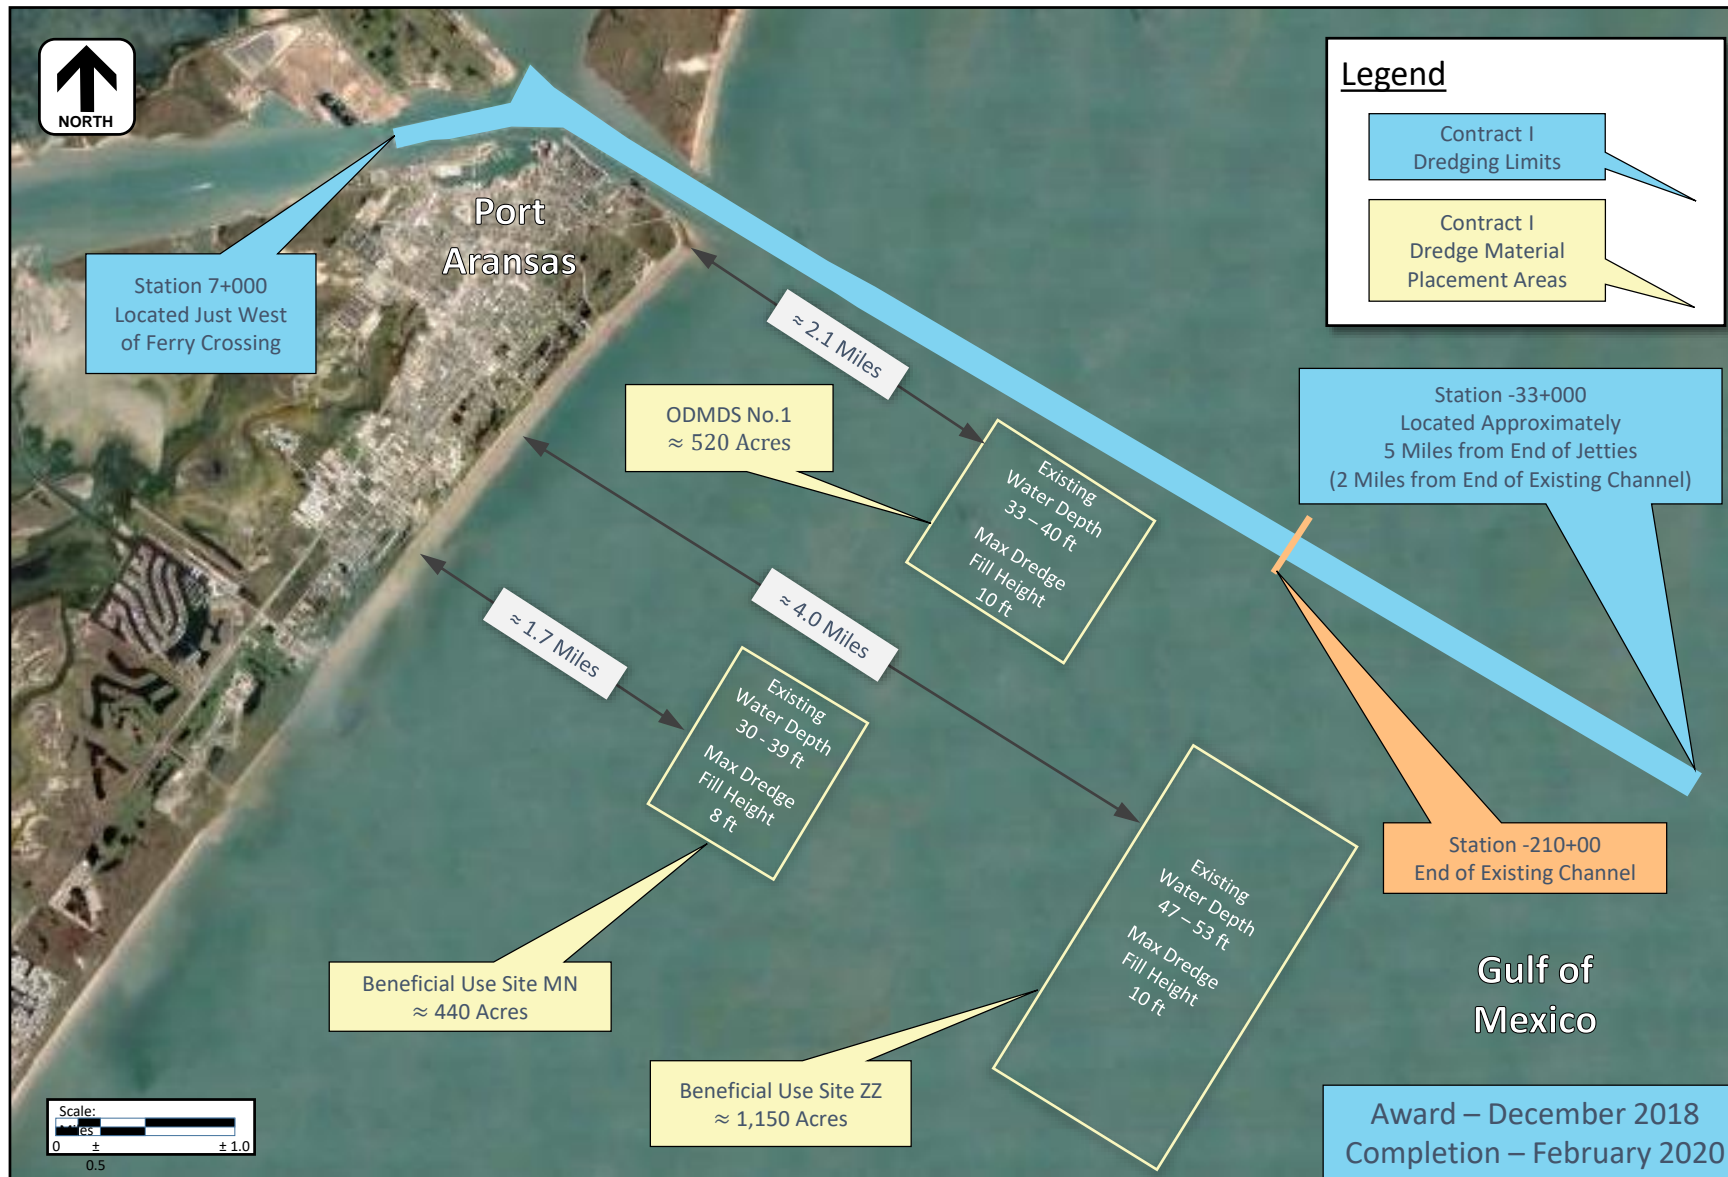 NORTH
Legend
Contract I
Dredging Limits
Contract I
Dredge Material
Placement Areas
Port
Aransas
Station 7+000
Located Just West
of Ferry Crossing
≈ 2.1 Miles
ODMDS No.1
≈ 520 Acres
Existing
Water Depth
33 – 40 ft
Max Dredge
Fill Height
10 ft
Station -33+000
Located Approximately
5 Miles from End of Jetties
(2 Miles from End of Existing Channel)
≈ 4.0 Miles
≈ 1.7 Miles
Existing
Water Depth
30 - 39 ft
Max Dredge
Fill Height
8 ft
Station -210+00
End of Existing Channel
Existing
Water Depth
47 – 53 ft
Max Dredge
Fill Height
10 ft
Beneficial Use Site MN
≈ 440 Acres
Gulf of
Mexico
Beneficial Use Site ZZ
≈ 1,150 Acres
Scale:
Miles
0 ± ± 1.0
0.5
Award – December 2018
Completion – February 2020